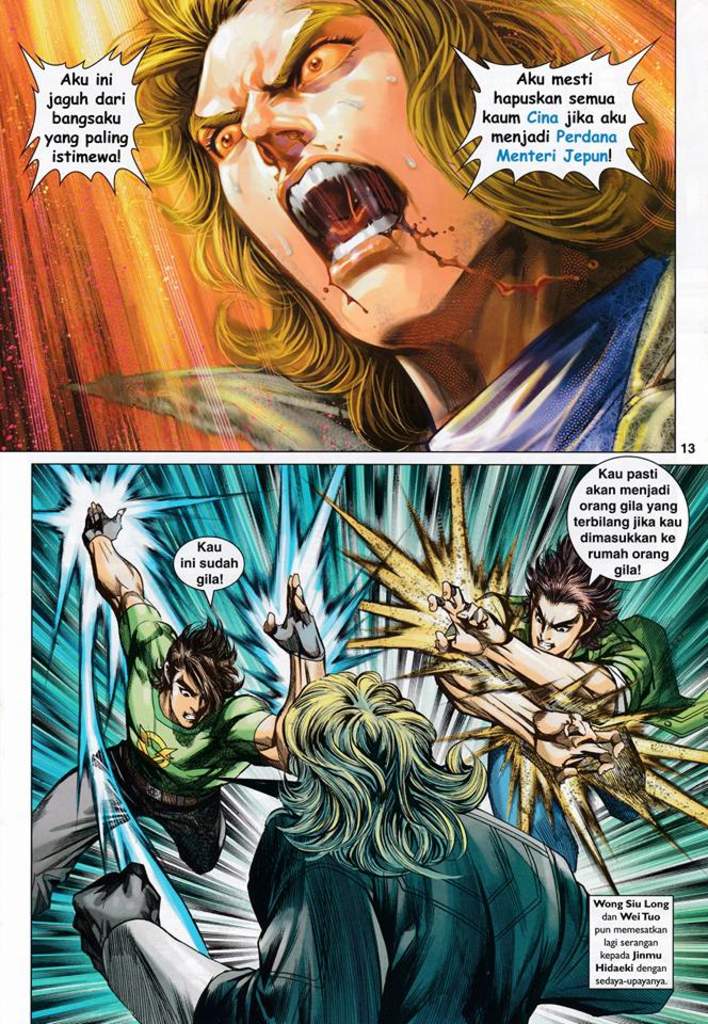 Aku ini
jaguh dari
bangsaku
yang paling
istimewa!
Aku mesti
hapuskan semua
kaum Cina jika aku
menjadi Perdana
Menteri Jepun!
13
Kau
ini sudah
gila!
Kau pasti
akan menjadi
orang gila yang
terbilang jika kau
dimasukkan ke
rumah orang
gila!
Wong Siu Long
dan Wei Tuo
pun memesatkan
lagi serangan
kepada Jinmu
Hidaeki dengan
sedaya-upayanya.